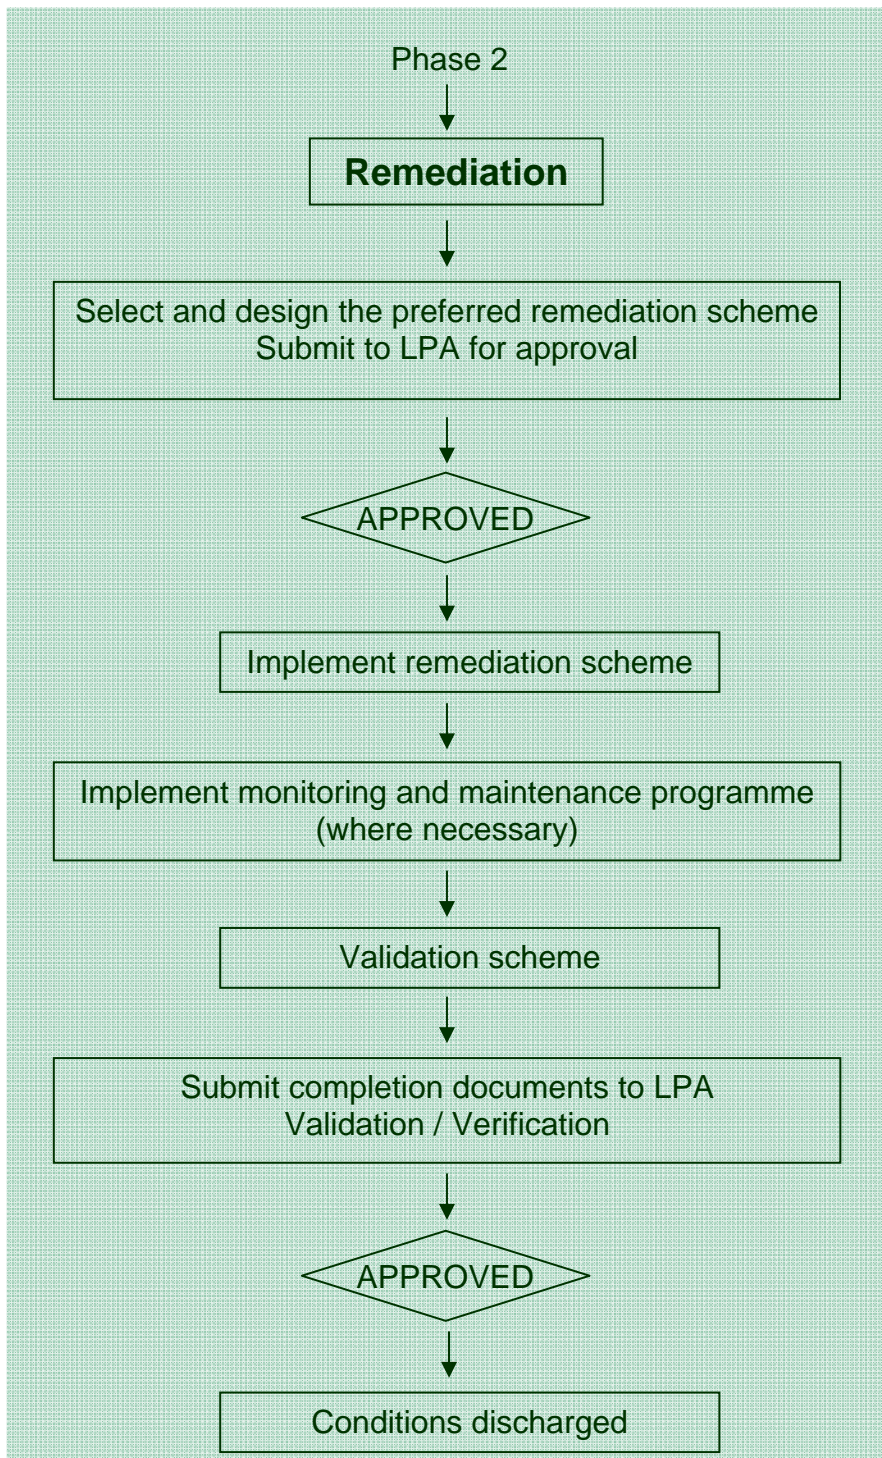 Phase 2
Remediation
Select and design the preferred remediation scheme
Submit to LPA for approval
APPROVED
Implement remediation scheme
Implement monitoring and maintenance programme
(where necessary)
Validation scheme
Submit completion documents to LPA
Validation / Verification
APPROVED
Conditions discharged